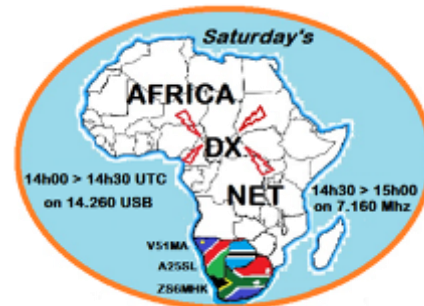 Saturday's
AFRICA
DX
NET
14h00 > 14h30 UTC
on 14.260 USB
14h30 > 15h00
on 7.160 Mhz
V51MA
A25SL
ZS6MHK